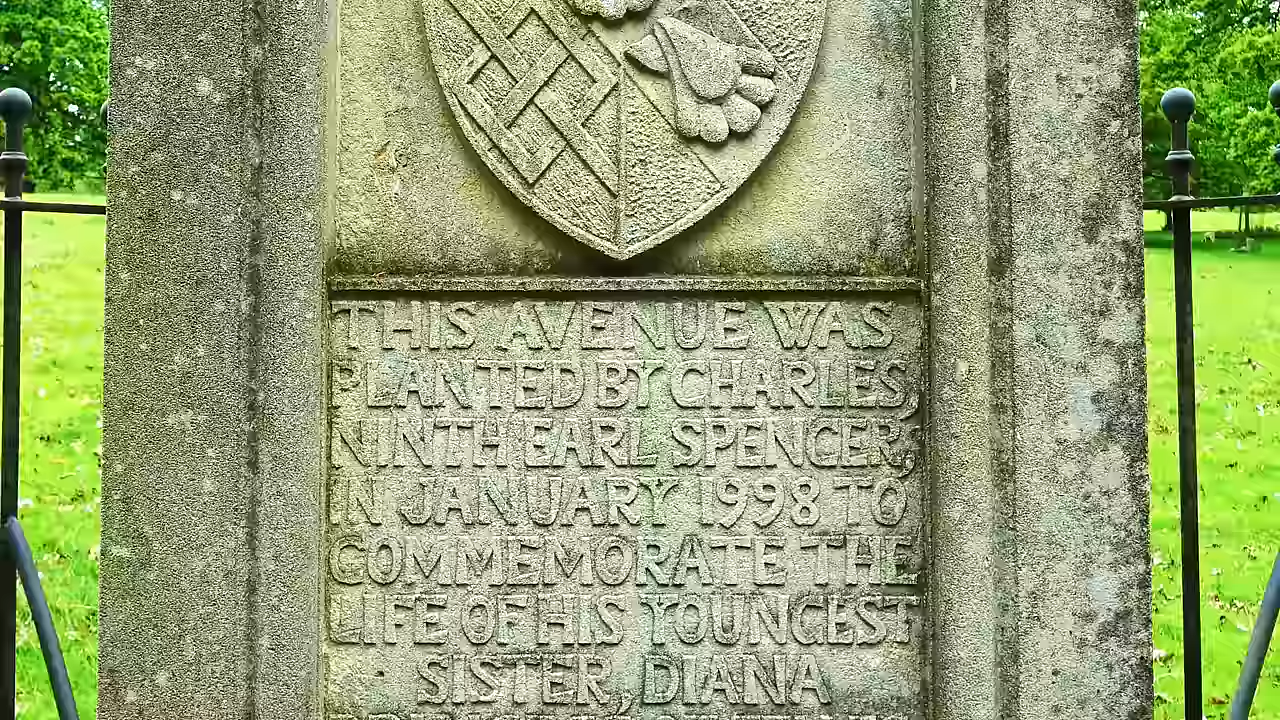 THIS AVENUE WAS
PLANTED BY CHARLES,
NINTH EARL SPENCER,
IN JANUARY 1998 TO
COMMEMORATE THE
LIFE OF HIS YOUNGEST
SISTER, DIANA